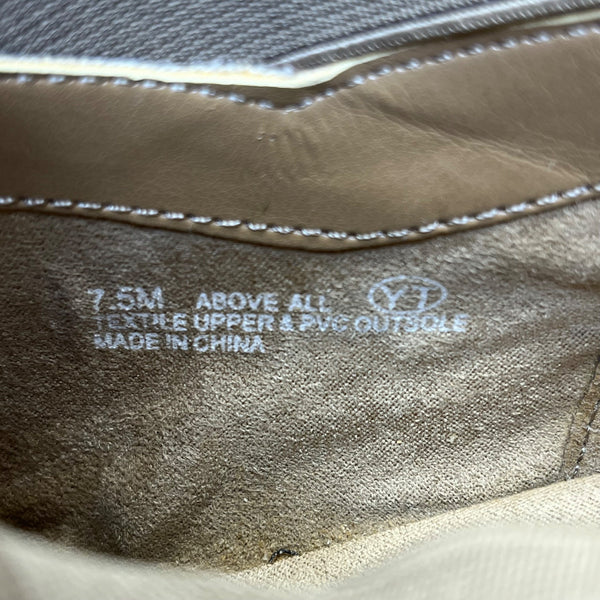 7.5M ABOVE ALL YT
TEXTILE UPPER & PVC OUTSOLE
MADE IN CHINA